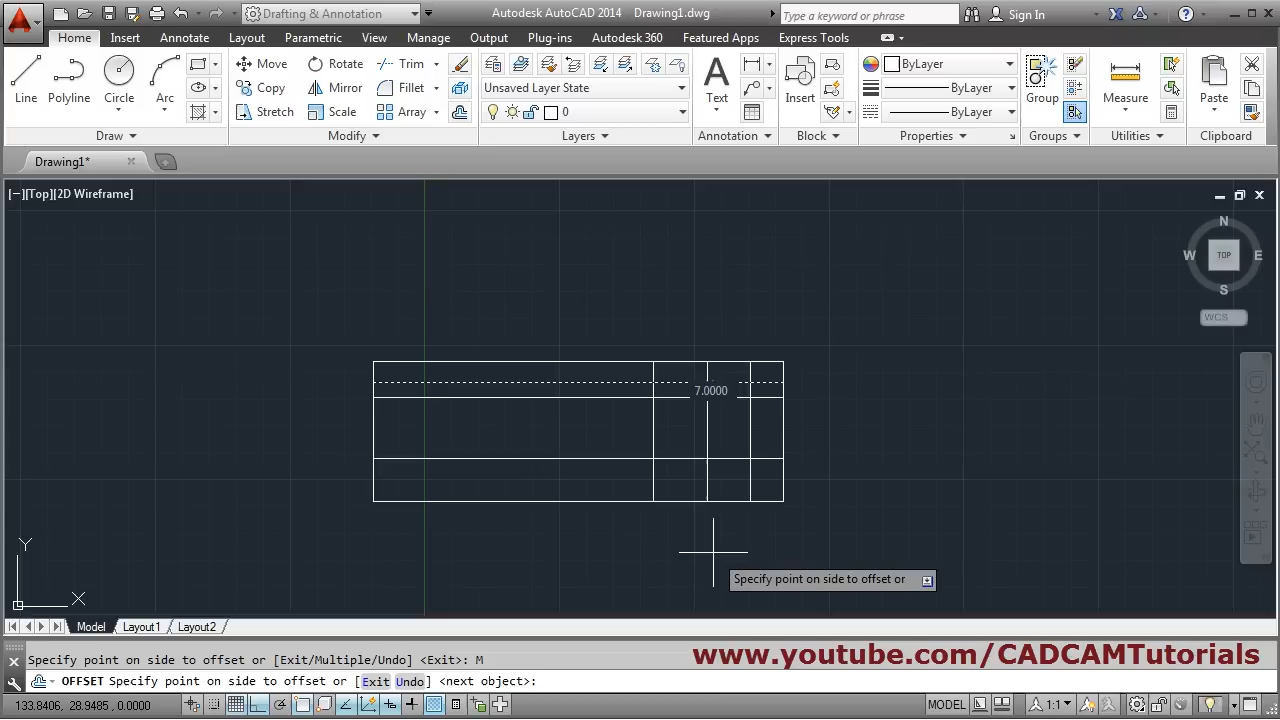 Drafting & Annotation
Autodesk AutoCAD 2014 Drawing1.dwg
Type a keyword or phrase
Sign In
Home Insert Annotate Layout Parametric View Manage Output Plug-ins Autodesk 360 Featured Apps Express Tools
Line Polyline Circle Arc
Move Rotate Trim
Copy Mirror Fillet
Stretch Scale Array
Unsaved Layer State
0
Text
Insert
ByLayer
ByLayer
ByLayer
Group
Measure
Paste
Draw Modify Layers Annotation Block Properties Groups Utilities Clipboard
Drawing1*
[−][Top][2D Wireframe]
N
W TOP E
S
WCS
7.0000
Specify point on side to offset or
Y
X
Model Layout1 Layout2
Specify point on side to offset or [Exit/Multiple/Undo] <Exit>: M
www.youtube.com/CADCAMTutorials
OFFSET Specify point on side to offset or [Exit Undo] <next object>:
133.8406, 28.9485, 0.0000
MODEL
1:1